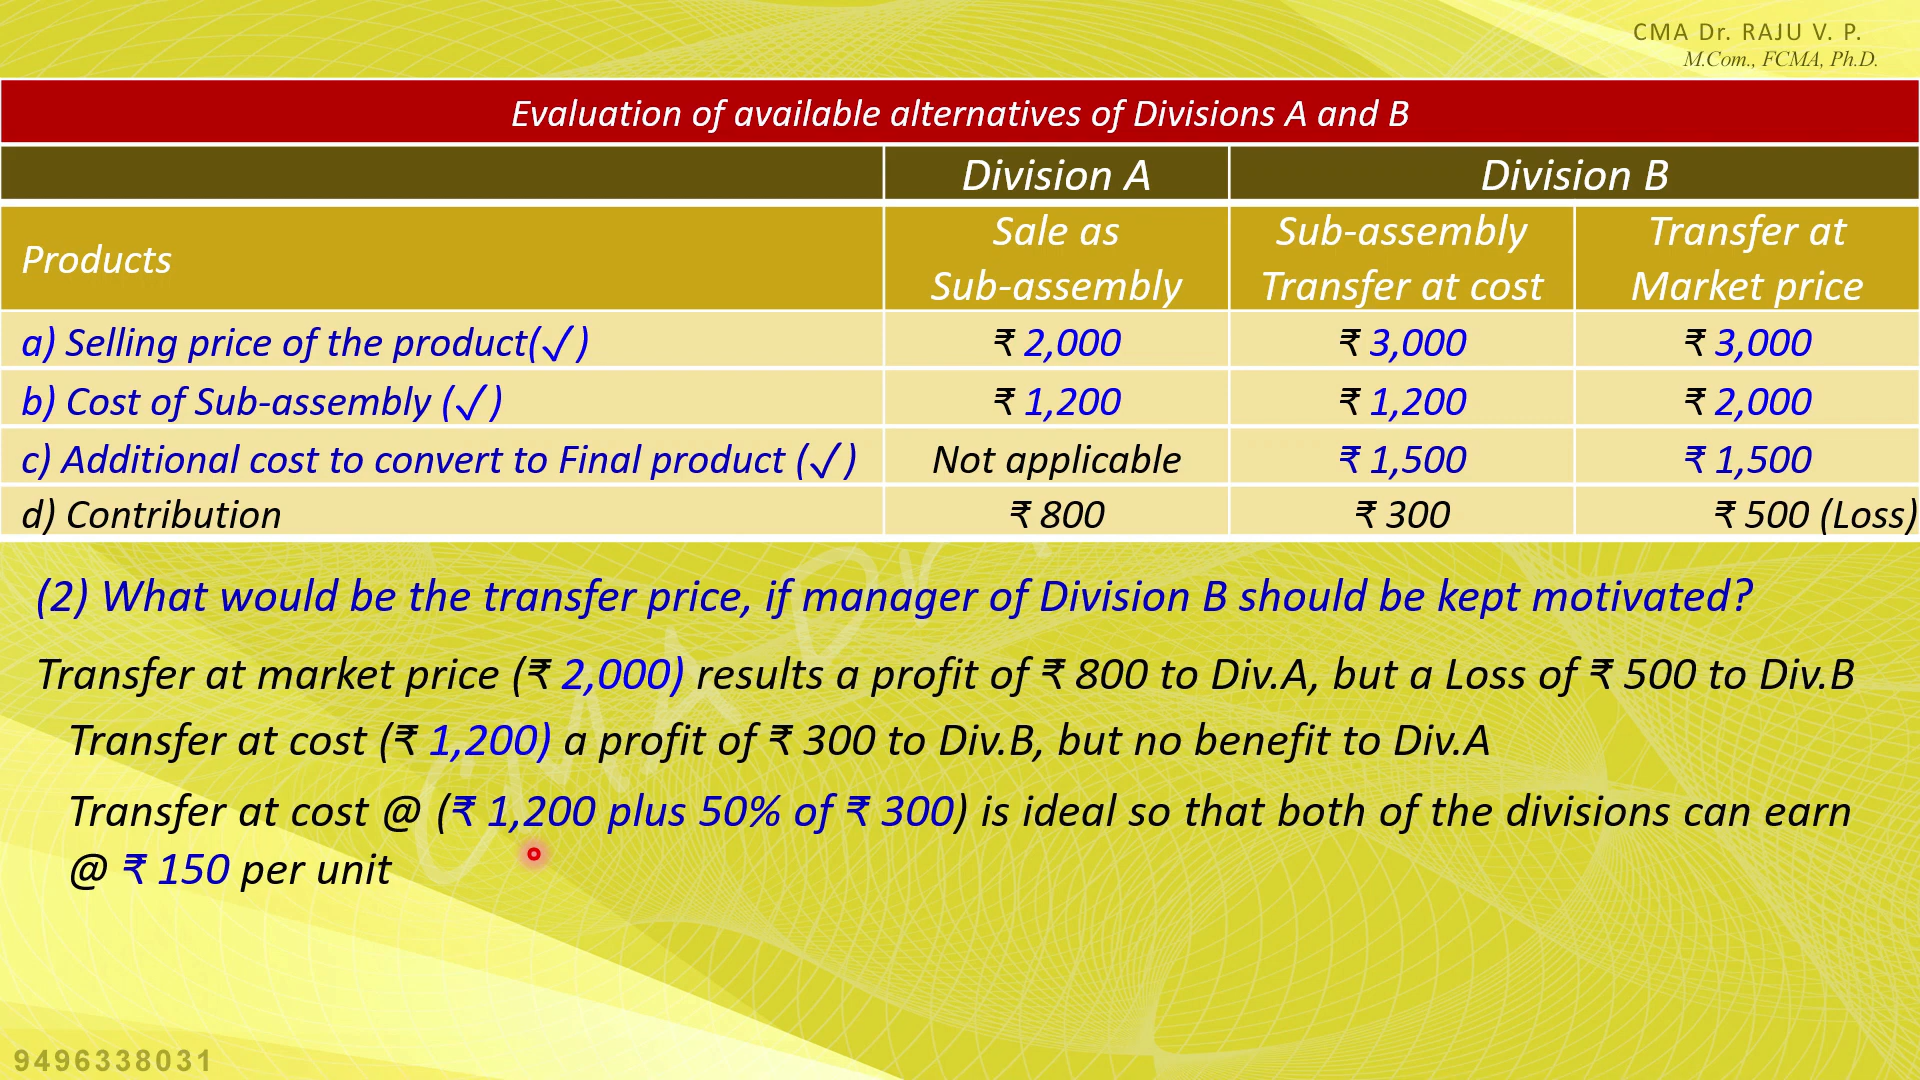 CMA Dr. RAJU V. P.
M.Com., FCMA, Ph.D.
Evaluation of available alternatives of Divisions A and B
Division A Division B
Products Sale as Sub-assembly Sub-assembly Transfer at cost Transfer at Market price
a) Selling price of the product(✓) ₹ 2,000 ₹ 3,000 ₹ 3,000
b) Cost of Sub-assembly (✓) ₹ 1,200 ₹ 1,200 ₹ 2,000
c) Additional cost to convert to Final product (✓) Not applicable ₹ 1,500 ₹ 1,500
d) Contribution ₹ 800 ₹ 300 ₹ 500 (Loss)
(2) What would be the transfer price, if manager of Division B should be kept motivated?
Transfer at market price (₹ 2,000) results a profit of ₹ 800 to Div.A, but a Loss of ₹ 500 to Div.B
Transfer at cost (₹ 1,200) a profit of ₹ 300 to Div.B, but no benefit to Div.A
Transfer at cost @ (₹ 1,200 plus 50% of ₹ 300) is ideal so that both of the divisions can earn
@ ₹ 150 per unit
CMA Dr
9496338031